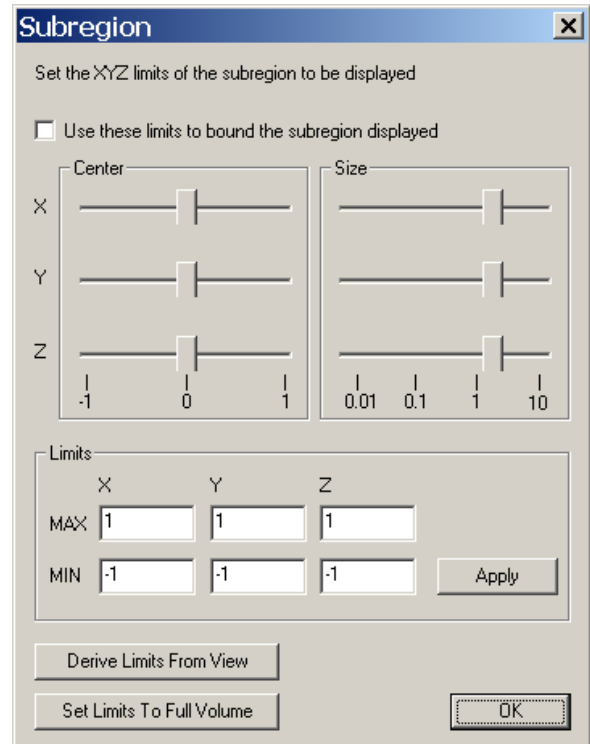 Subregion
Set the XYZ limits of the subregion to be displayed
Use these limits to bound the subregion displayed
Center Size
X
Y
Z
-1 0 1 0.01 0.1 1 10
Limits
X Y Z
MAX 1 1 1
MIN -1 -1 -1 Apply
Derive Limits From View
Set Limits To Full Volume OK